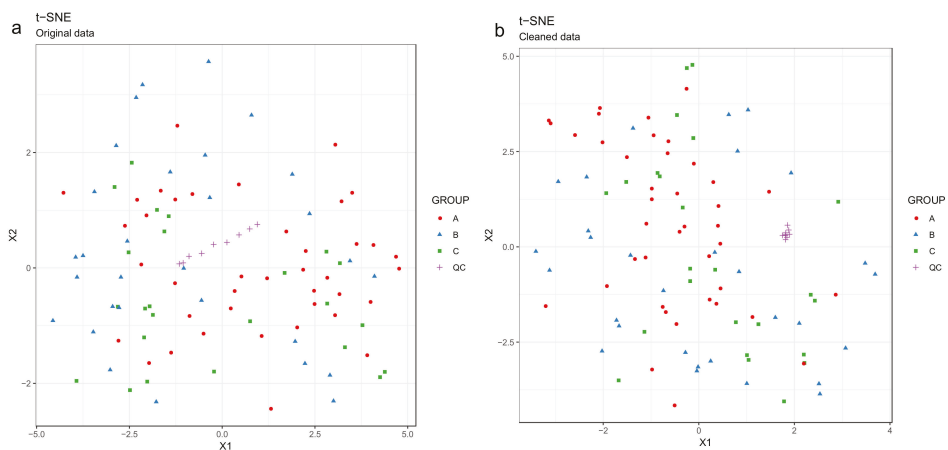 a
t−SNE
Original data
X2
2
0
−2
−5.0
−2.5
0.0
2.5
5.0
X1
GROUP
A
B
C
QC
b
t−SNE
Cleaned data
X2
5.0
2.5
0.0
−2.5
−2
0
2
4
X1
GROUP
A
B
C
QC